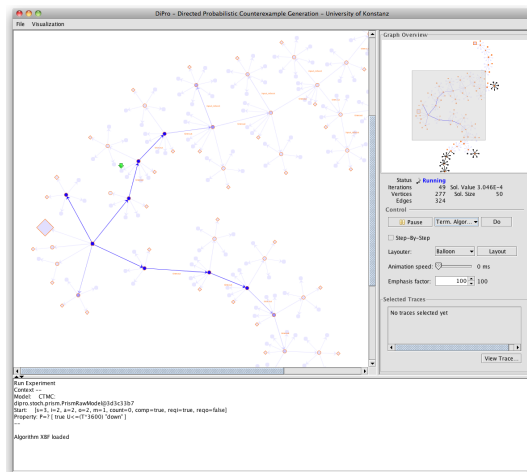 DiPro – Directed Probabilistic Counterexample Generation – University of Konstanz
File Visualization
Graph Overview
Status Running
Iterations 49 Sol. Value 3.046E-4
Vertices 277 Sol. Size 50
Edges 324
Control
Pause Term. Algor... Do
Step-By-Step
Layouter: Balloon Layout
Animation speed: 0 ms
Emphasis factor: 100 100
Selected Traces
No traces selected yet
View Trace...
Run Experiment
Context --
Model: CTMC:
dipro.stoch.prism.PrismRawModel@3d3c33b7
Start: [s=3, i=2, a=2, o=2, m=1, count=0, comp=true, reqi=true, reqo=false]
Property: P=? [ true U<=(T*3600) "down" ]
---
Algorithm XBF loaded